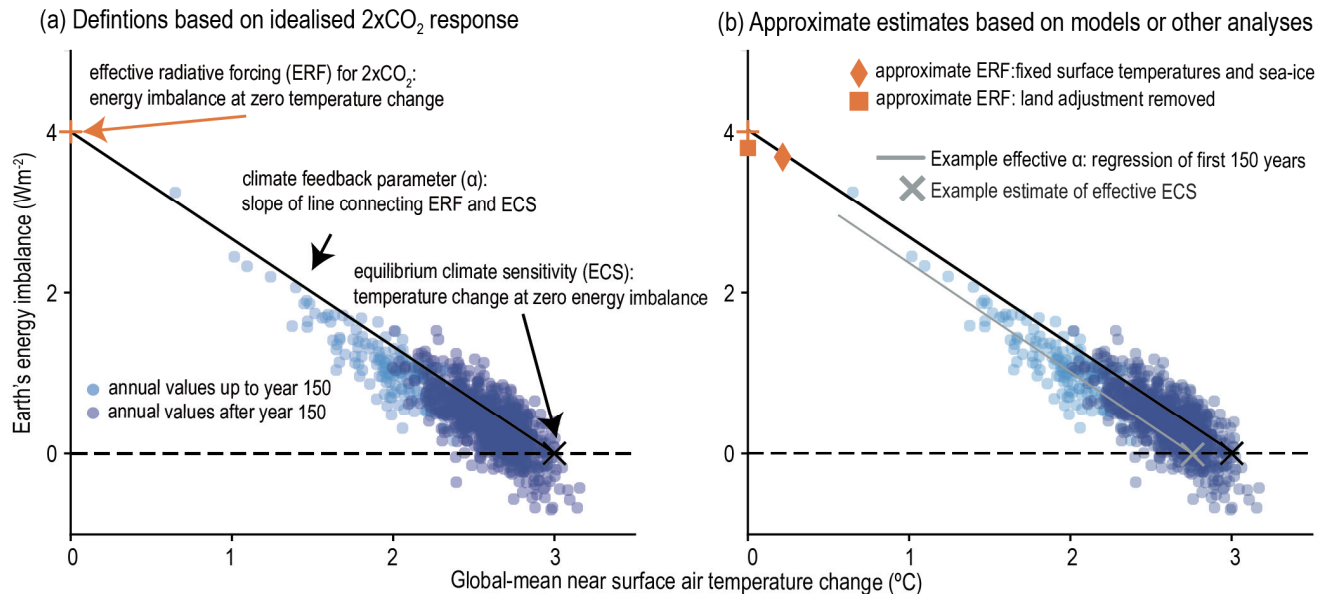 (a) Defintions based on idealised 2xCO₂ response
effective radiative forcing (ERF) for 2xCO₂:
energy imbalance at zero temperature change
climate feedback parameter (α):
slope of line connecting ERF and ECS
equilibrium climate sensitivity (ECS):
temperature change at zero energy imbalance
annual values up to year 150
annual values after year 150
Earth's energy imbalance (Wm⁻²)
4
2
0
0
1
2
3
(b) Approximate estimates based on models or other analyses
approximate ERF:fixed surface temperatures and sea-ice
approximate ERF: land adjustment removed
Example effective α: regression of first 150 years
Example estimate of effective ECS
4
2
0
0
1
2
3
Global-mean near surface air temperature change (ºC)